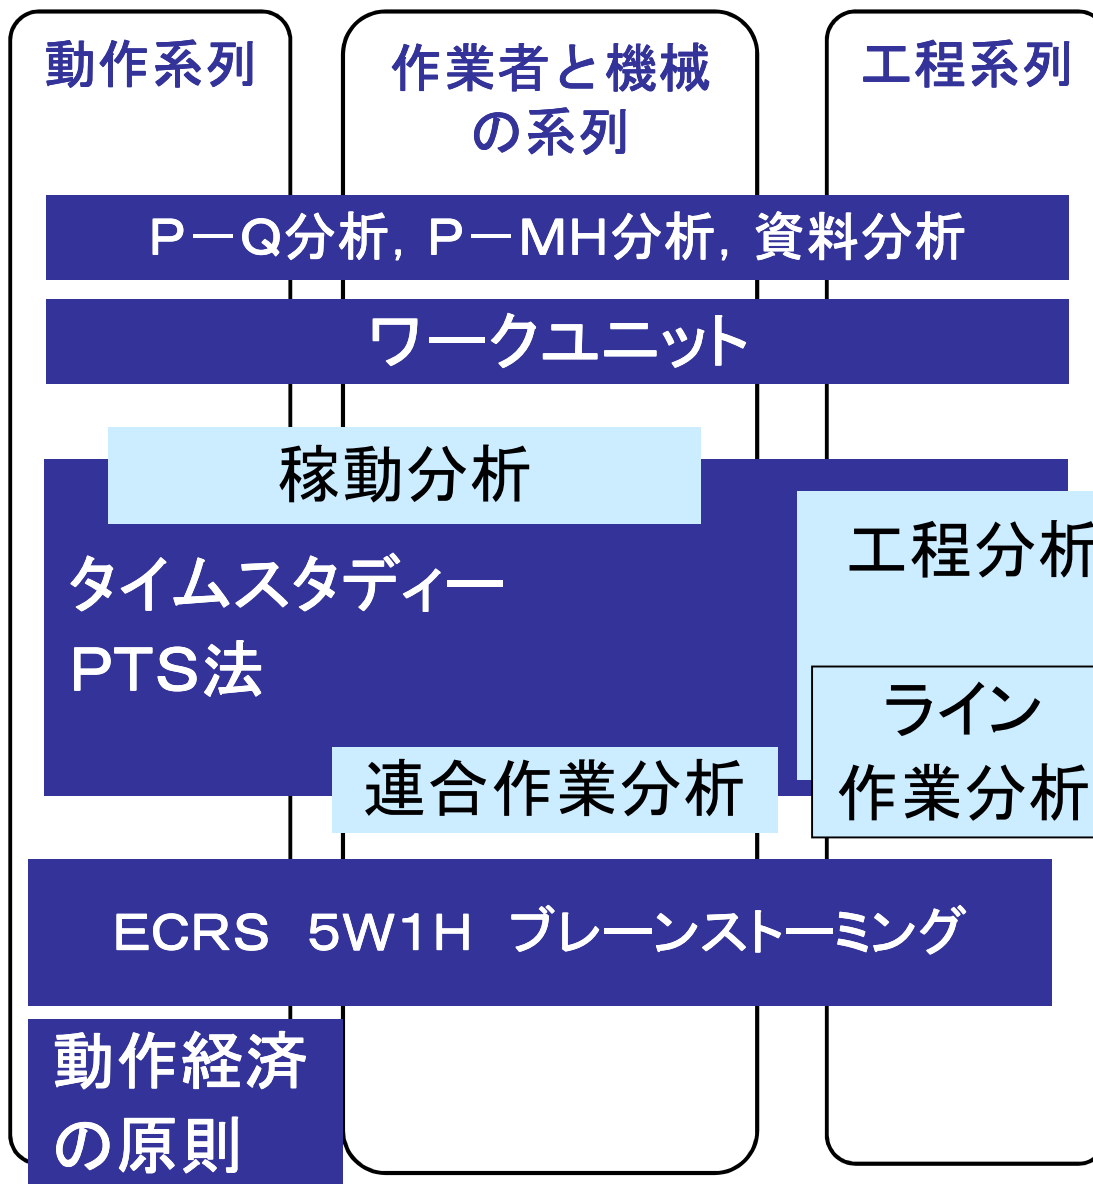 動作系列
作業者と機械
の系列
工程系列
P－Q分析，P－MH分析，資料分析
ワークユニット
稼動分析
タイムスタディー
PTS法
工程分析
ライン
作業分析
連合作業分析
ECRS　5W1H　ブレーンストーミング
動作経済
の原則